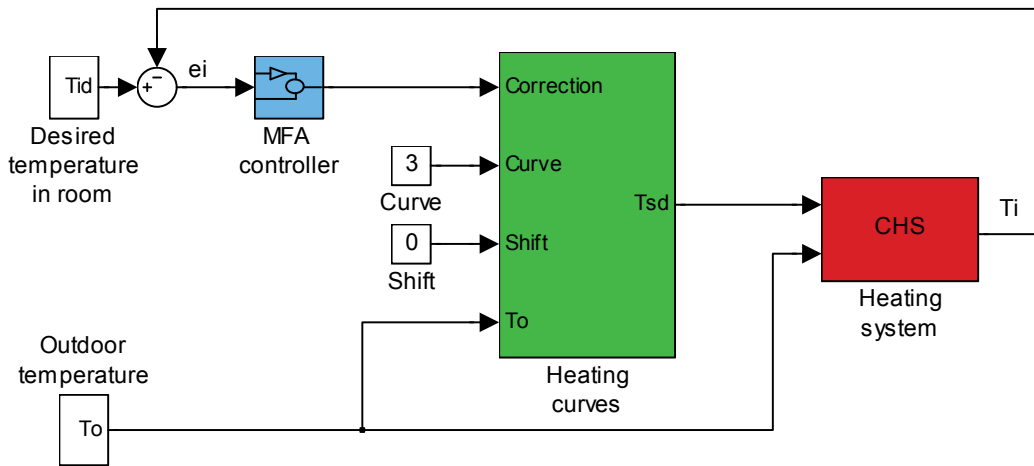 Tid
Desired
temperature
in room
+
−
ei
MFA
controller
3
Curve
0
Shift
Outdoor
temperature
To
Correction
Curve
Shift
To
Tsd
Heating
curves
CHS
Heating
system
Ti